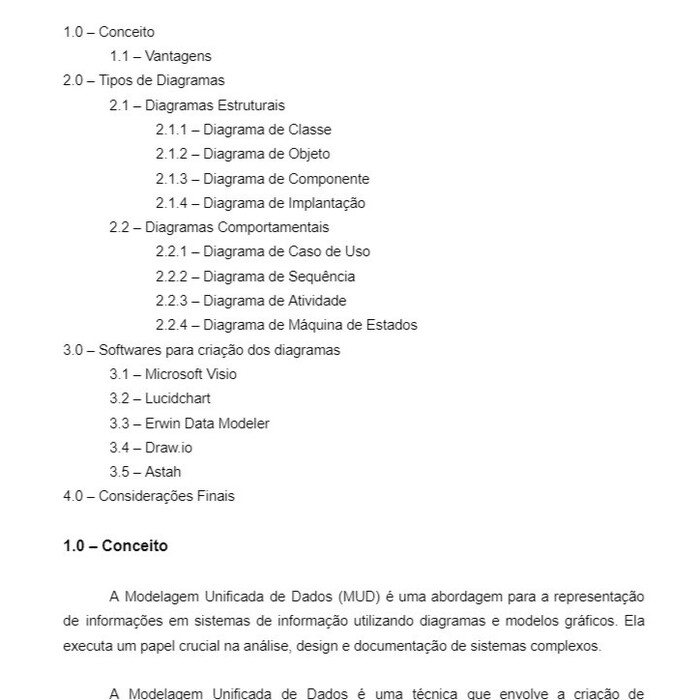 1.0 – Conceito
1.1 – Vantagens
2.0 – Tipos de Diagramas
2.1 – Diagramas Estruturais
2.1.1 – Diagrama de Classe
2.1.2 – Diagrama de Objeto
2.1.3 – Diagrama de Componente
2.1.4 – Diagrama de Implantação
2.2 – Diagramas Comportamentais
2.2.1 – Diagrama de Caso de Uso
2.2.2 – Diagrama de Sequência
2.2.3 – Diagrama de Atividade
2.2.4 – Diagrama de Máquina de Estados
3.0 – Softwares para criação dos diagramas
3.1 – Microsoft Visio
3.2 – Lucidchart
3.3 – Erwin Data Modeler
3.4 – Draw.io
3.5 – Astah
4.0 – Considerações Finais
1.0 – Conceito
A Modelagem Unificada de Dados (MUD) é uma abordagem para a representação
de informações em sistemas de informação utilizando diagramas e modelos gráficos. Ela
executa um papel crucial na análise, design e documentação de sistemas complexos.
A Modelagem Unificada de Dados é uma técnica que envolve a criação de